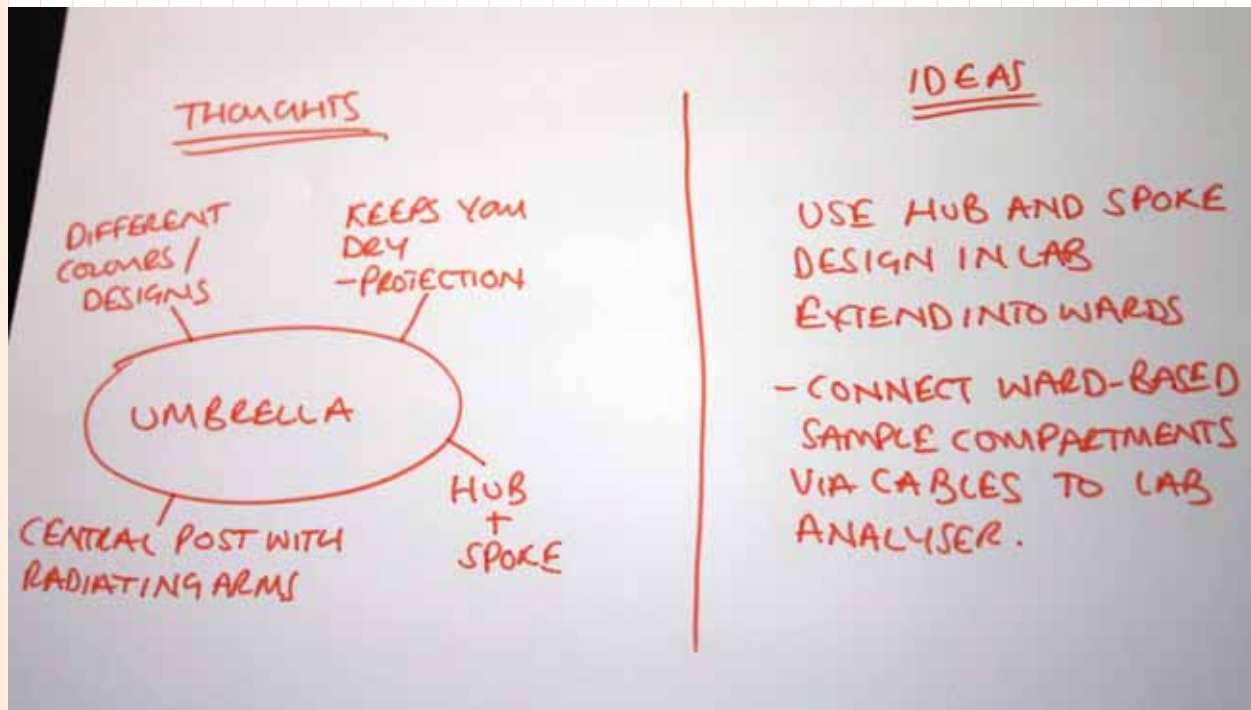 THOUGHTS
DIFFERENT
COLOURS /
DESIGNS
KEEPS YOU
DRY
-PROTECTION
UMBRELLA
HUB
+
SPOKE
CENTRAL POST WITH
RADIATING ARMS
IDEAS
USE HUB AND SPOKE
DESIGN IN LAB
EXTEND INTO WARDS
- CONNECT WARD-BASED
SAMPLE COMPARTMENTS
VIA CABLES TO LAB
ANALYSER.